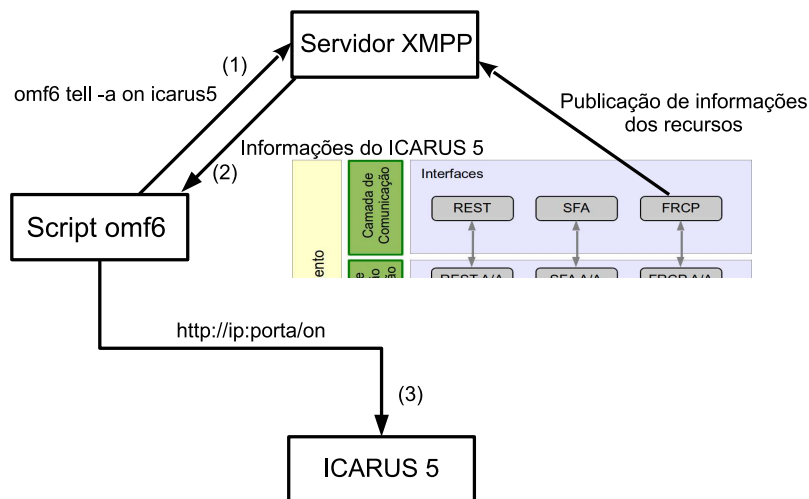 Servidor XMPP
(1)
omf6 tell -a on icarus5
Publicação de informações
dos recursos
Informações do ICARUS 5
(2)
Interfaces
Camada de
Comunicação
REST
SFA
FRCP
Script omf6
http://ip:porta/on
(3)
ICARUS 5